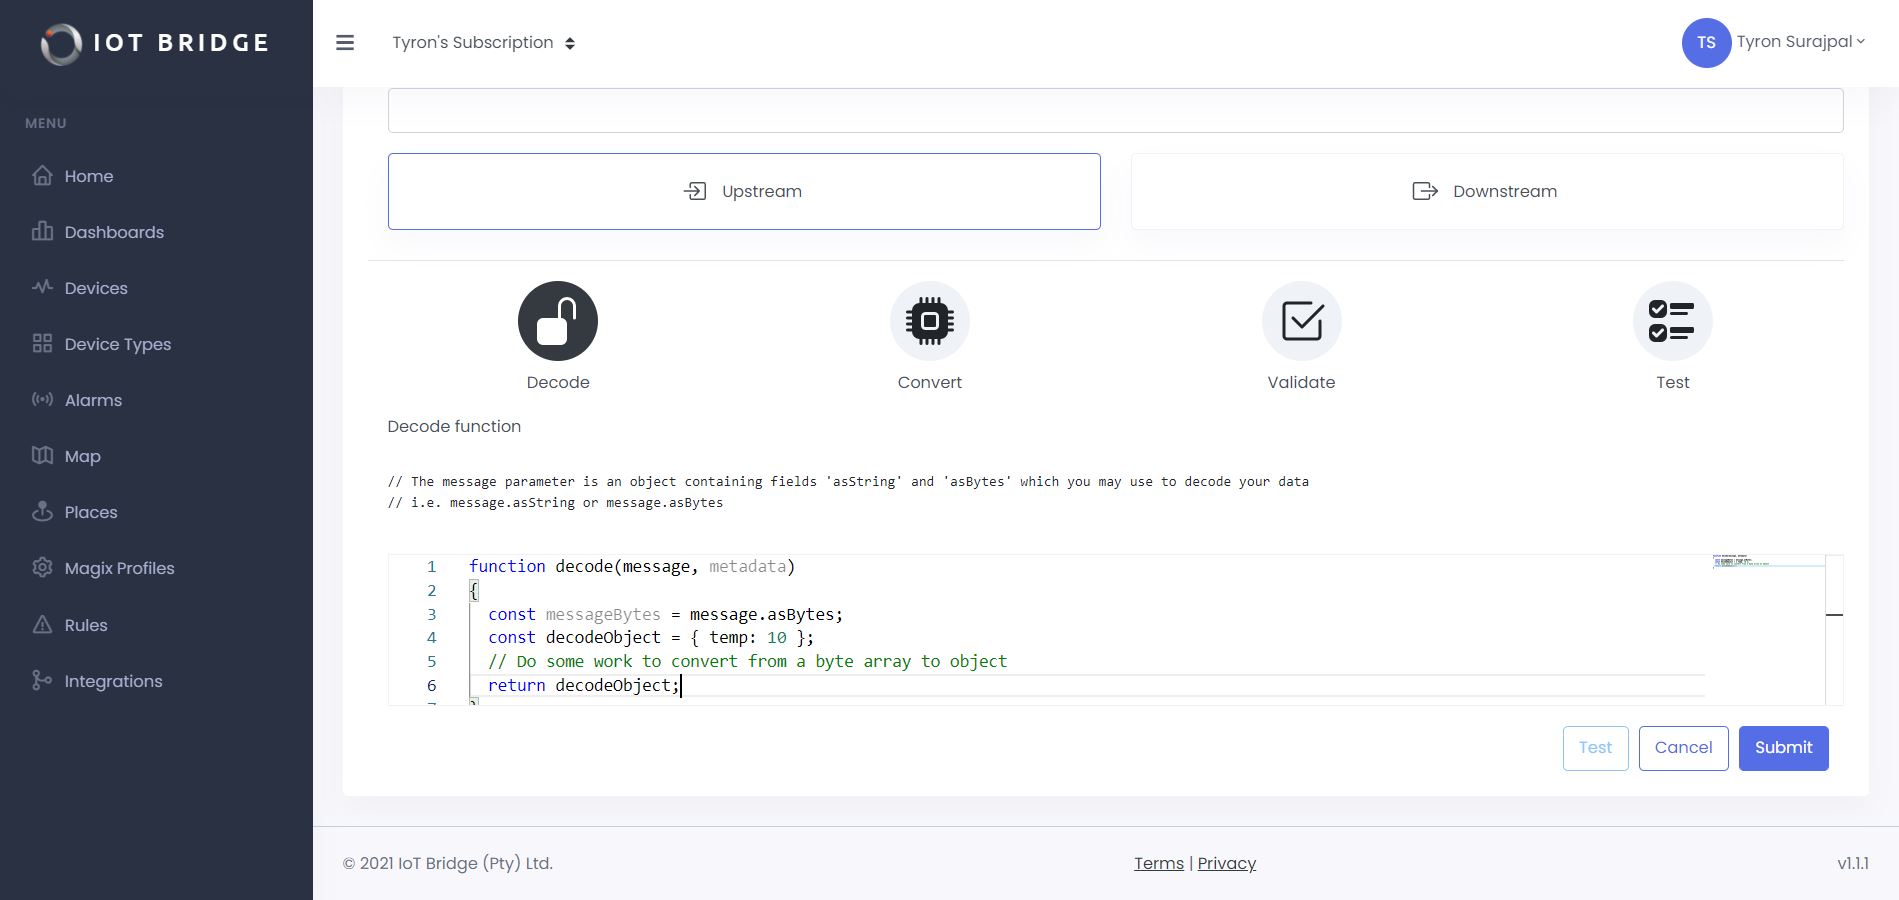 IOT BRIDGE
Tyron's Subscription
TS Tyron Surajpal
MENU
Home
Dashboards
Devices
Device Types
Alarms
Map
Places
Magix Profiles
Rules
Integrations
Upstream
Downstream
Decode
Convert
Validate
Test
Decode function
// The message parameter is an object containing fields 'asString' and 'asBytes' which you may use to decode your data
// i.e. message.asString or message.asBytes
1 function decode(message, metadata)
2 {
3 const messageBytes = message.asBytes;
4 const decodeObject = { temp: 10 };
5 // Do some work to convert from a byte array to object
6 return decodeObject;
7 }
Test
Cancel
Submit
© 2021 IoT Bridge (Pty) Ltd.
Terms | Privacy
v1.1.1